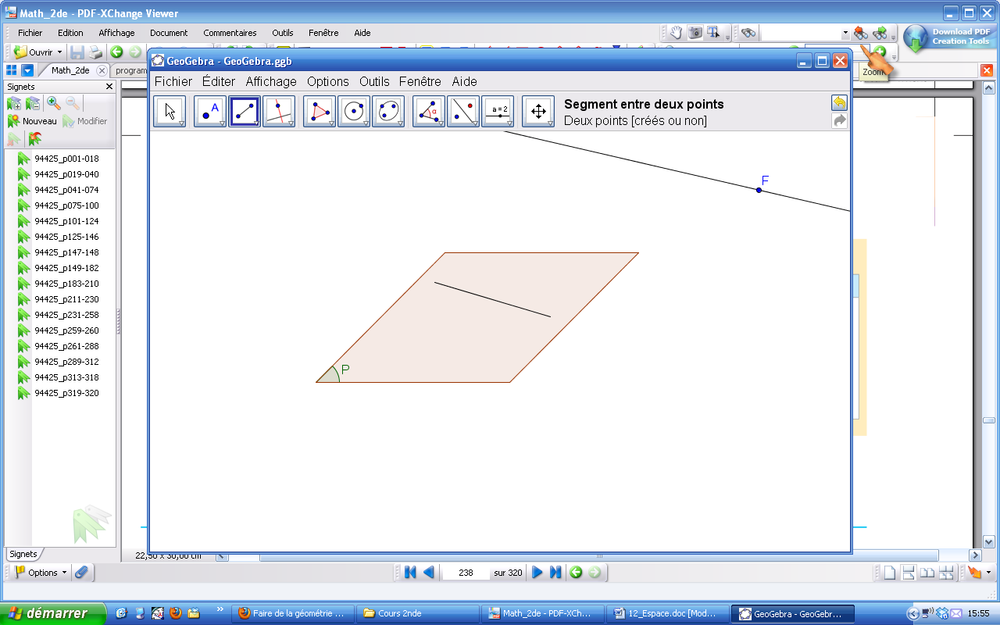 Math_2de - PDF-XChange Viewer
Fichier Edition Affichage Document Commentaires Outils Fenêtre Aide
Download PDF
Creation Tools
Ouvrir
Math_2de
program
Zoom
Signets
Nouveau Modifier
94425_p001-018
94425_p019-040
94425_p041-074
94425_p075-100
94425_p101-124
94425_p125-146
94425_p147-148
94425_p149-182
94425_p183-210
94425_p211-230
94425_p231-258
94425_p259-260
94425_p261-288
94425_p289-312
94425_p313-318
94425_p319-320
Signets
GeoGebra - GeoGebra.ggb
Fichier Éditer Affichage Options Outils Fenêtre Aide
A
α
a = 2
Segment entre deux points
Deux points [créés ou non]
F
P
22,50 x 30,00 cm
Options
238 sur 320
démarrer
»
Faire de la géométrie ...
Cours 2nde
Math_2de - PDF-XCh...
12_Espace.doc [Mod...
GeoGebra - GeoGebr...
15:55